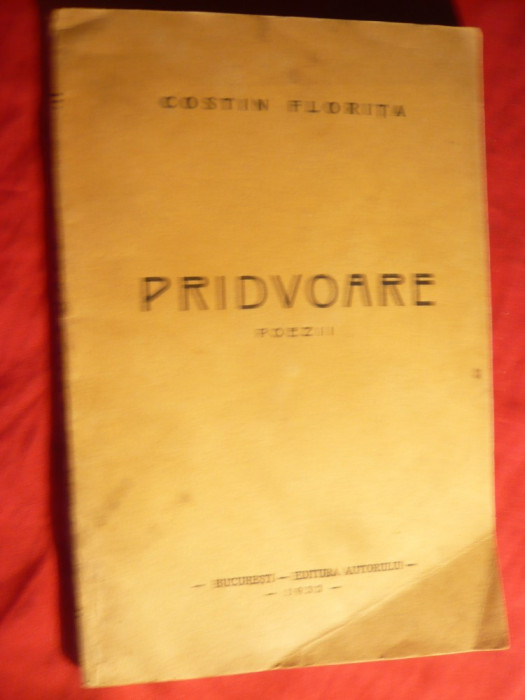 COSTIN FLORIȚA
PRIDVOARE
POEZII
— BUCUREȘTI — EDITURA AUTORULUI —